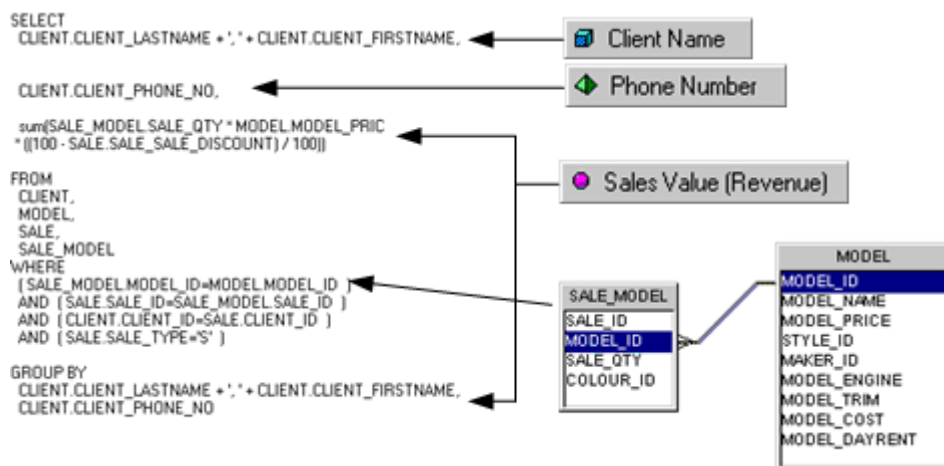 SELECT
CLIENT.CLIENT_LASTNAME + ', ' + CLIENT.CLIENT_FIRSTNAME,
CLIENT.CLIENT_PHONE_NO,
sum(SALE_MODEL.SALE_QTY * MODEL.MODEL_PRIC
* ((100 - SALE.SALE_SALE_DISCOUNT) / 100))
FROM
CLIENT,
MODEL,
SALE,
SALE_MODEL
WHERE
( SALE_MODEL.MODEL_ID=MODEL.MODEL_ID )
AND ( SALE.SALE_ID=SALE_MODEL.SALE_ID )
AND ( CLIENT.CLIENT_ID=SALE.CLIENT_ID )
AND ( SALE.SALE_TYPE='S' )
GROUP BY
CLIENT.CLIENT_LASTNAME + ', ' + CLIENT.CLIENT_FIRSTNAME,
CLIENT.CLIENT_PHONE_NO
Client Name
Phone Number
Sales Value (Revenue)
SALE_MODEL
SALE_ID
MODEL_ID
SALE_QTY
COLOUR_ID
MODEL
MODEL_ID
MODEL_NAME
MODEL_PRICE
STYLE_ID
MAKER_ID
MODEL_ENGINE
MODEL_TRIM
MODEL_COST
MODEL_DAYRENT